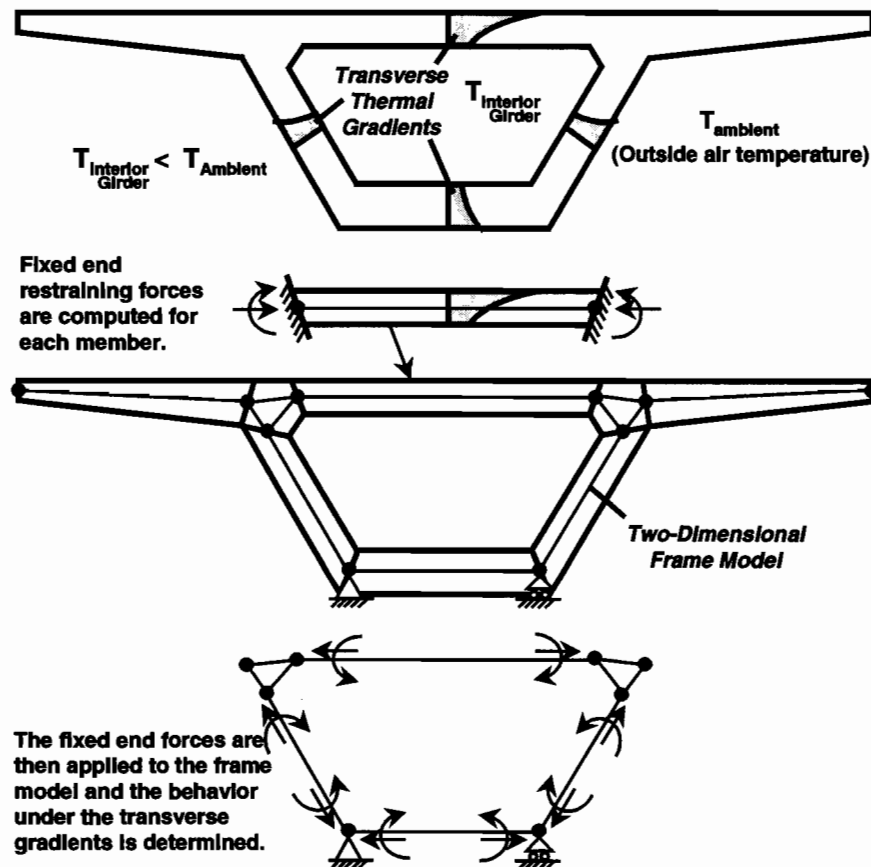 Transverse
Thermal
Gradients
T Interior Girder
T Interior Girder < T Ambient
T ambient
(Outside air temperature)
Fixed end
restraining forces
are computed for
each member.
Two-Dimensional
Frame Model
The fixed end forces are
then applied to the frame
model and the behavior
under the transverse
gradients is determined.